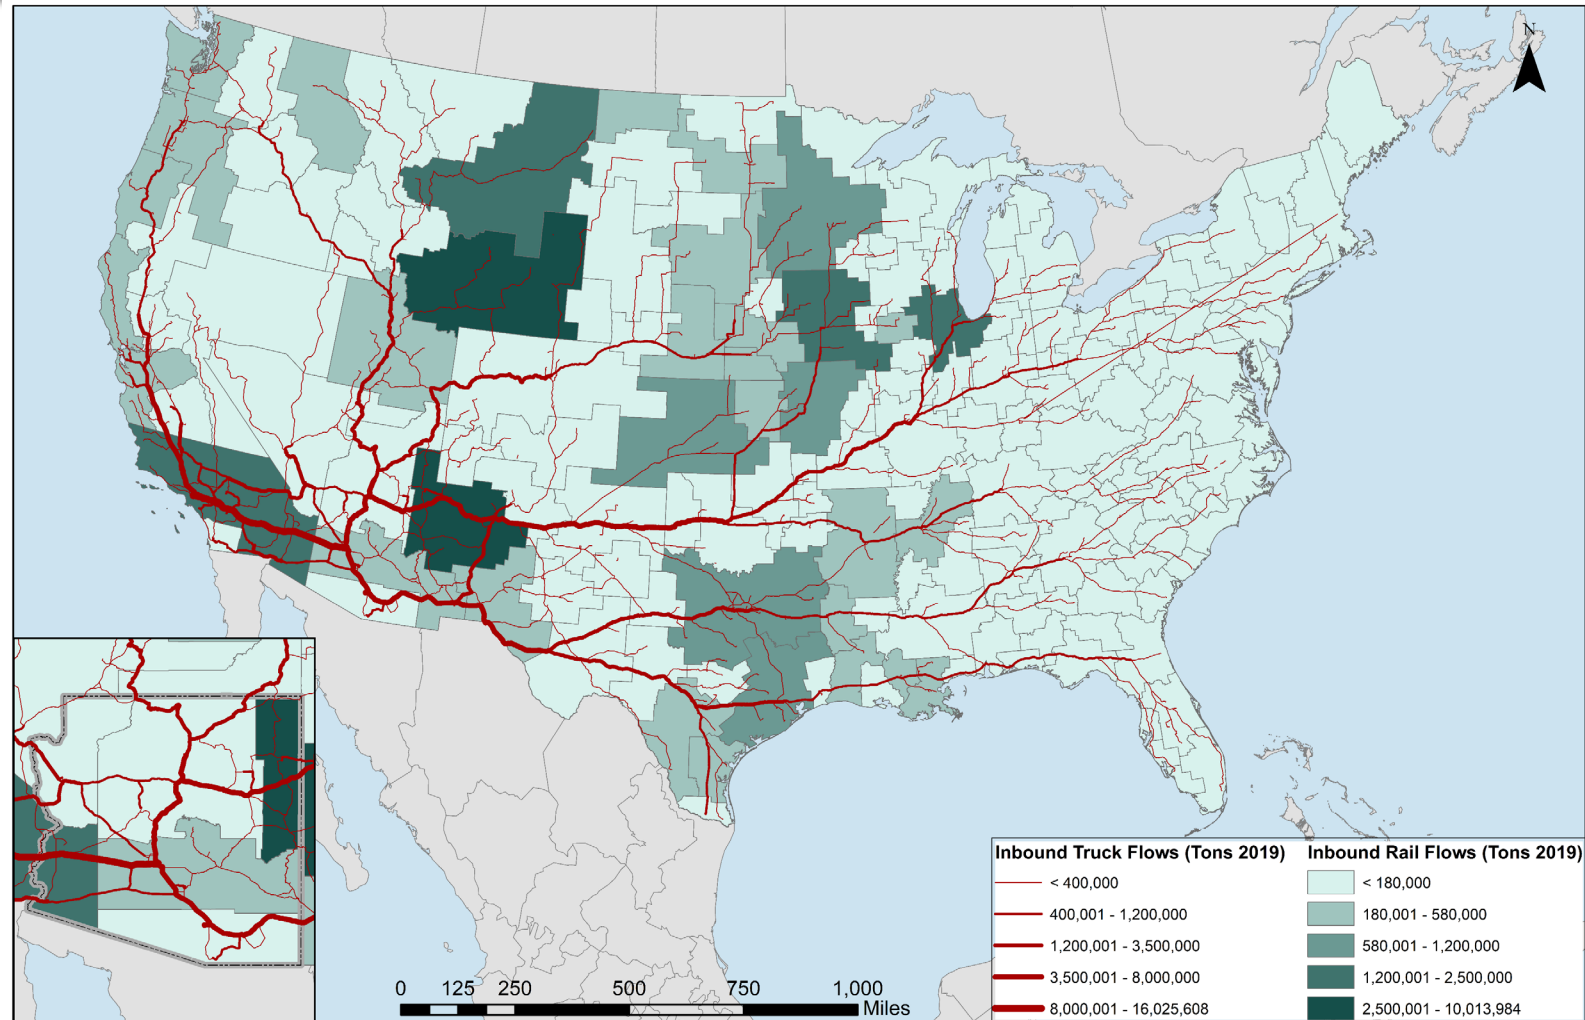 N
Inbound Truck Flows (Tons 2019)
< 400,000
400,001 - 1,200,000
1,200,001 - 3,500,000
3,500,001 - 8,000,000
8,000,001 - 16,025,608
Inbound Rail Flows (Tons 2019)
< 180,000
180,001 - 580,000
580,001 - 1,200,000
1,200,001 - 2,500,000
2,500,001 - 10,013,984
0 125 250 500 750 1,000
Miles